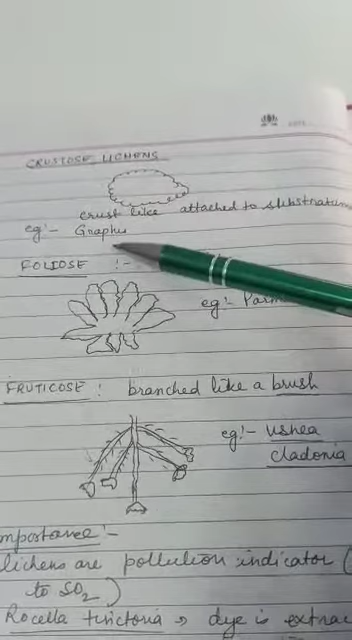 CRUSTOSE LICHENS
crust like attached to substratum
eg:- Graphis
FOLIOSE :-
eg:- Parm
FRUTICOSE : branched like a brush
eg:- Ushea
Cladonia
mportance :-
lichens are pollution indicator (
to SO2)
Rocella tinctoria → dye is extrac